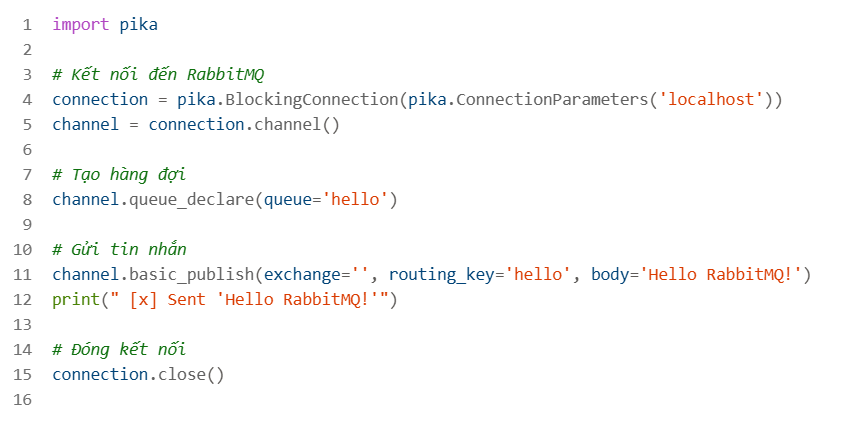 1 import pika
2
3 # Kết nối đến RabbitMQ
4 connection = pika.BlockingConnection(pika.ConnectionParameters('localhost'))
5 channel = connection.channel()
6
7 # Tạo hàng đợi
8 channel.queue_declare(queue='hello')
9
10 # Gửi tin nhắn
11 channel.basic_publish(exchange='', routing_key='hello', body='Hello RabbitMQ!')
12 print(" [x] Sent 'Hello RabbitMQ!'")
13
14 # Đóng kết nối
15 connection.close()
16